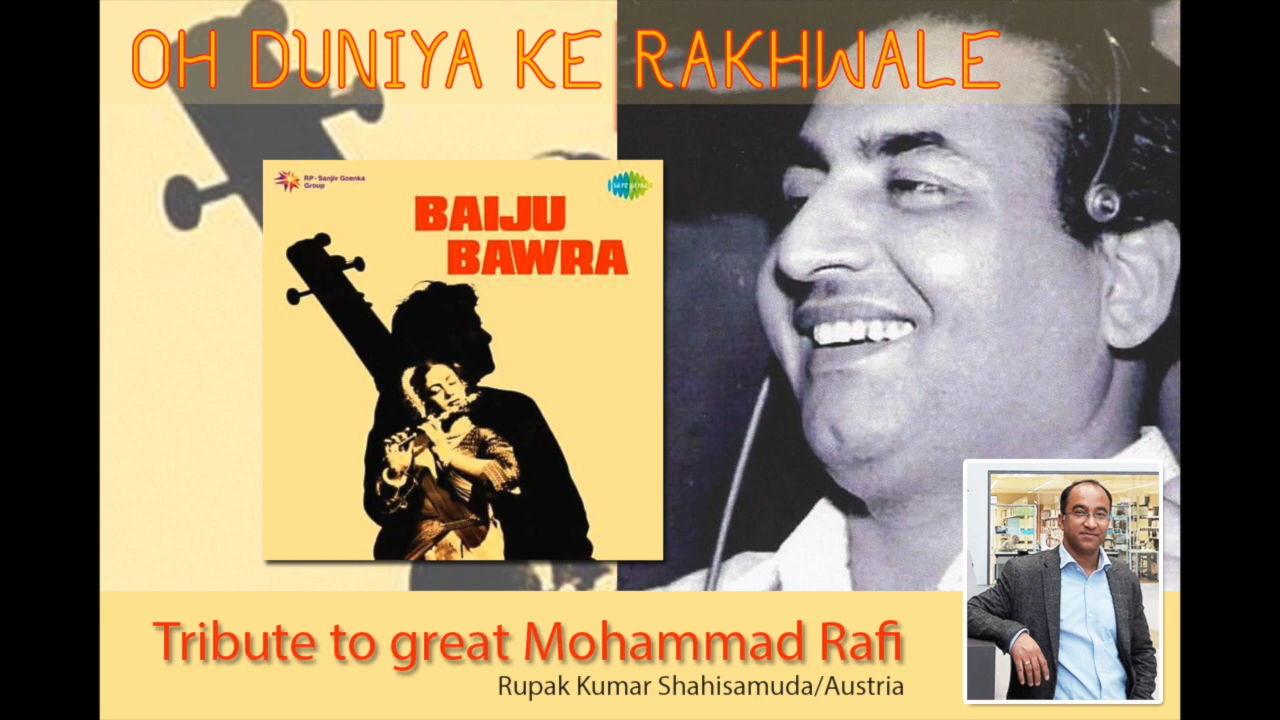 OH DUNIYA KE RAKHWALE
RP-Sanjiv Goenka
Group
saregama
BAIJU
BAWRA
Tribute to great Mohammad Rafi
Rupak Kumar Shahisamuda/Austria